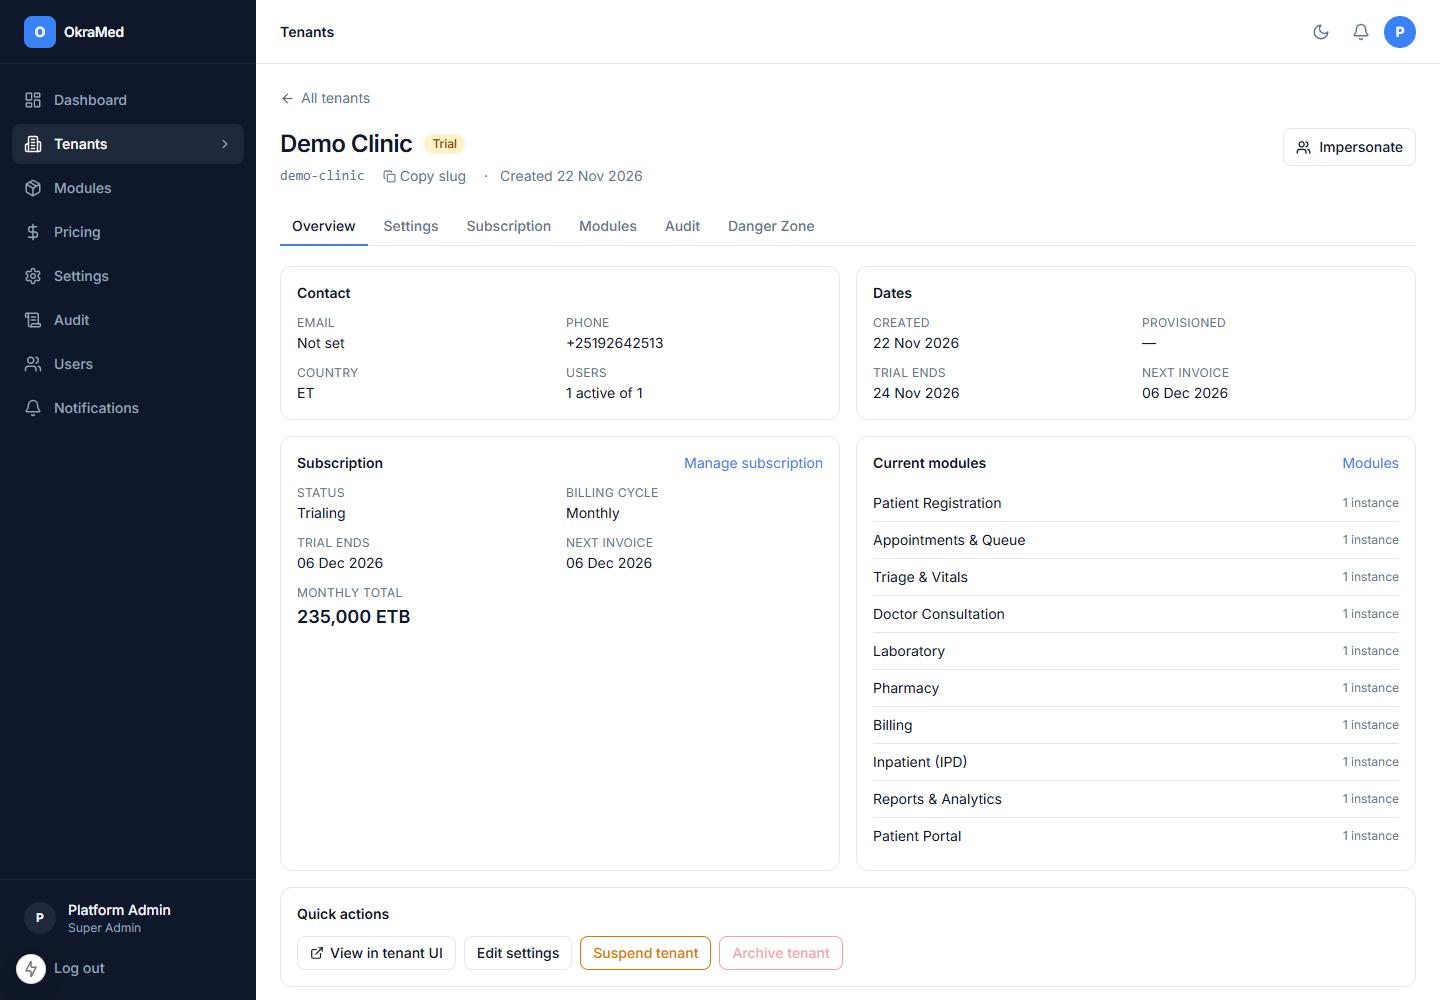 O OkraMed
Dashboard
Tenants
Modules
Pricing
Settings
Audit
Users
Notifications
P Platform Admin
Super Admin
Log out
Tenants
P
All tenants
Demo Clinic Trial
Impersonate
demo-clinic Copy slug · Created 22 Nov 2026
Overview Settings Subscription Modules Audit Danger Zone
Contact
EMAIL PHONE
Not set +25192642513
COUNTRY USERS
ET 1 active of 1
Dates
CREATED PROVISIONED
22 Nov 2026 —
TRIAL ENDS NEXT INVOICE
24 Nov 2026 06 Dec 2026
Subscription Manage subscription
STATUS BILLING CYCLE
Trialing Monthly
TRIAL ENDS NEXT INVOICE
06 Dec 2026 06 Dec 2026
MONTHLY TOTAL
235,000 ETB
Current modules Modules
Patient Registration 1 instance
Appointments & Queue 1 instance
Triage & Vitals 1 instance
Doctor Consultation 1 instance
Laboratory 1 instance
Pharmacy 1 instance
Billing 1 instance
Inpatient (IPD) 1 instance
Reports & Analytics 1 instance
Patient Portal 1 instance
Quick actions
View in tenant UI Edit settings Suspend tenant Archive tenant